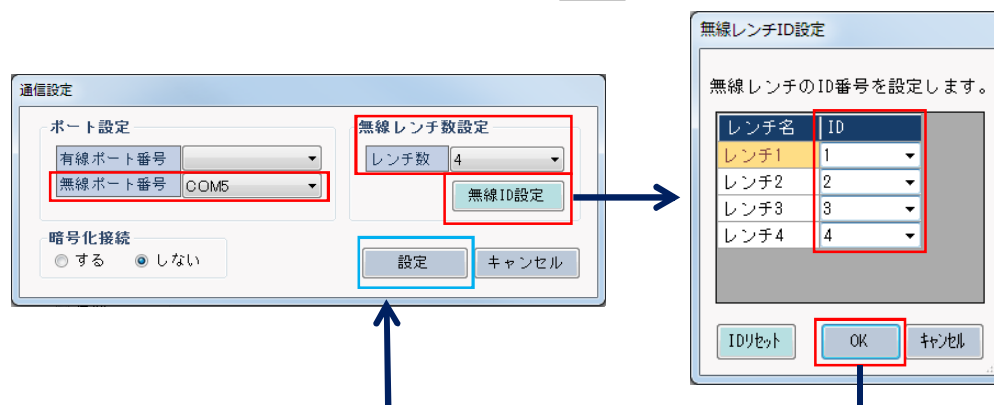 通信設定
ポート設定
有線ポート番号
無線ポート番号 COM5
無線レンチ数設定
レンチ数 4
無線ID設定
暗号化接続
する しない
設定 キャンセル
無線レンチID設定
無線レンチのID番号を設定します。
レンチ名 ID
レンチ1 1
レンチ2 2
レンチ3 3
レンチ4 4
IDリセット OK キャンセル